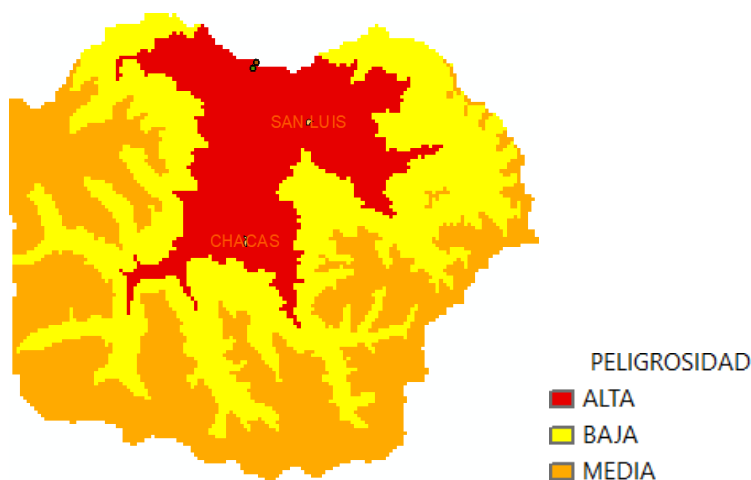 SAN LUIS
CHACAS
PELIGROSIDAD
ALTA
BAJA
MEDIA